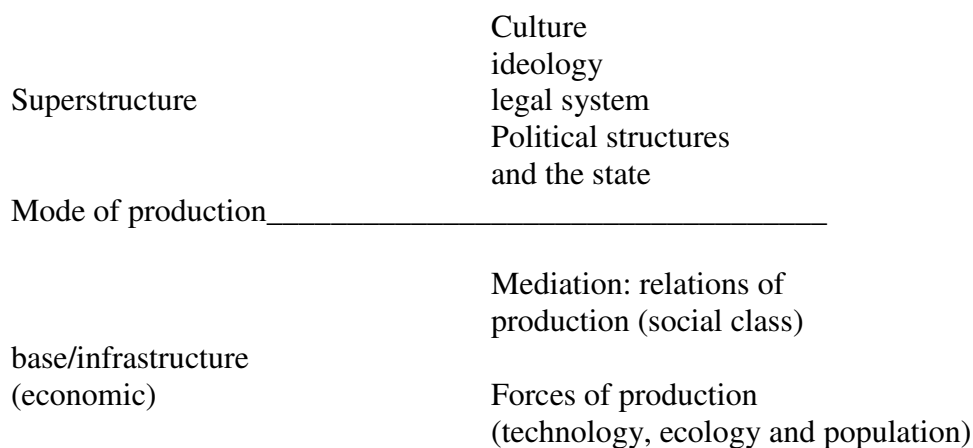 Culture
ideology
Superstructure legal system
Political structures
and the state
Mode of production____________________________________
Mediation: relations of
production (social class)
base/infrastructure
(economic) Forces of production
(technology, ecology and population)